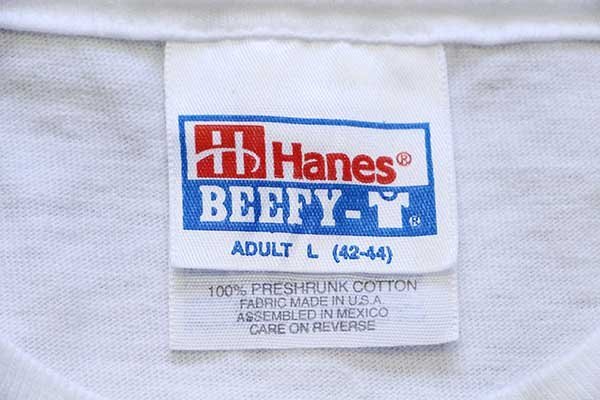 H Hanes®
BEEFY-T®
ADULT L (42-44)
100% PRESHRUNK COTTON
FABRIC MADE IN U.S.A.
ASSEMBLED IN MEXICO
CARE ON REVERSE